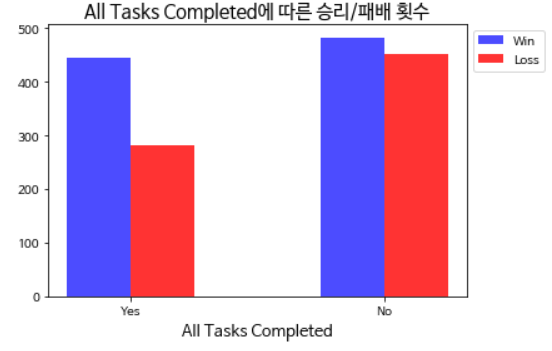 All Tasks Completed에 따른 승리/패배 횟수
500
400
300
200
100
0
Yes
No
All Tasks Completed
Win
Loss